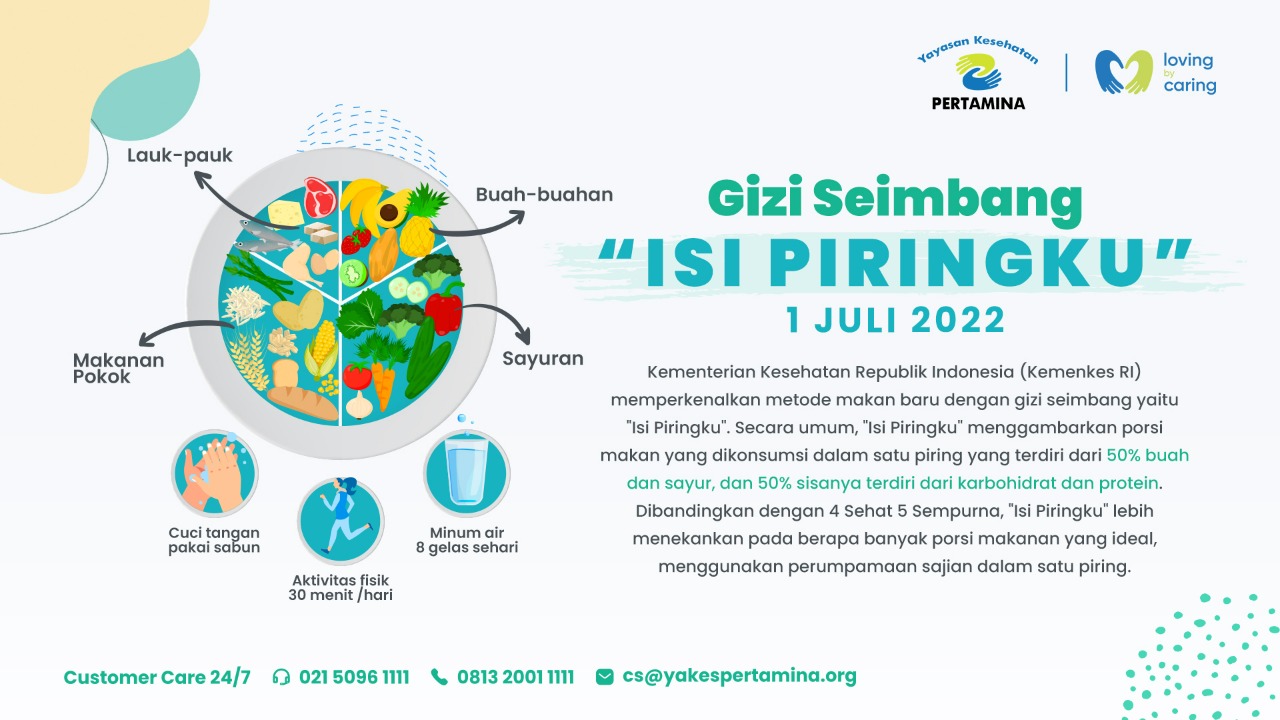 Yayasan Kesehatan
PERTAMINA
loving
by
caring
Lauk-pauk
Buah-buahan
Makanan
Pokok
Sayuran
Cuci tangan
pakai sabun
Aktivitas fisik
30 menit /hari
Minum air
8 gelas sehari
Gizi Seimbang
“ISI PIRINGKU”
1 JULI 2022
Kementerian Kesehatan Republik Indonesia (Kemenkes RI)
memperkenalkan metode makan baru dengan gizi seimbang yaitu
"Isi Piringku". Secara umum, "Isi Piringku" menggambarkan porsi
makan yang dikonsumsi dalam satu piring yang terdiri dari 50% buah
dan sayur, dan 50% sisanya terdiri dari karbohidrat dan protein.
Dibandingkan dengan 4 Sehat 5 Sempurna, "Isi Piringku" lebih
menekankan pada berapa banyak porsi makanan yang ideal,
menggunakan perumpamaan sajian dalam satu piring.
Customer Care 24/7 021 5096 1111 0813 2001 1111 cs@yakespertamina.org